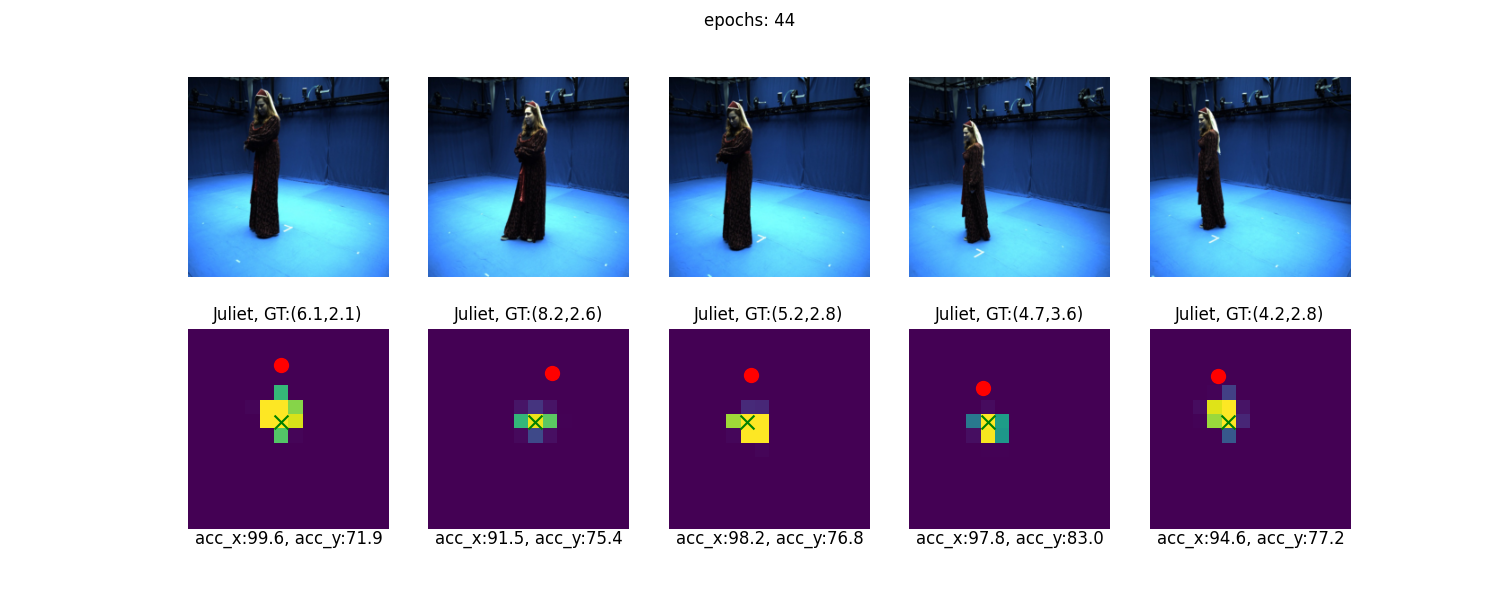 epochs: 44
Juliet, GT:(6.1,2.1)
Juliet, GT:(8.2,2.6)
Juliet, GT:(5.2,2.8)
Juliet, GT:(4.7,3.6)
Juliet, GT:(4.2,2.8)
acc_x:99.6, acc_y:71.9
acc_x:91.5, acc_y:75.4
acc_x:98.2, acc_y:76.8
acc_x:97.8, acc_y:83.0
acc_x:94.6, acc_y:77.2